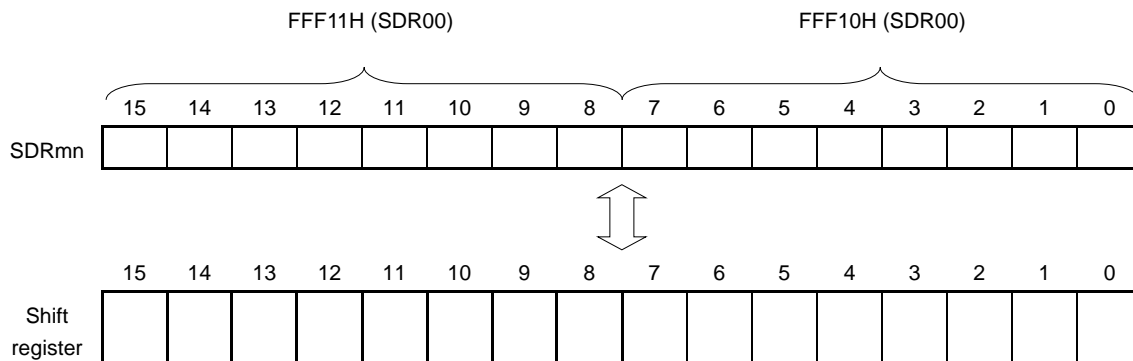 FFF11H (SDR00) FFF10H (SDR00)
15 14 13 12 11 10 9 8 7 6 5 4 3 2 1 0
SDRmn
15 14 13 12 11 10 9 8 7 6 5 4 3 2 1 0
Shift
register